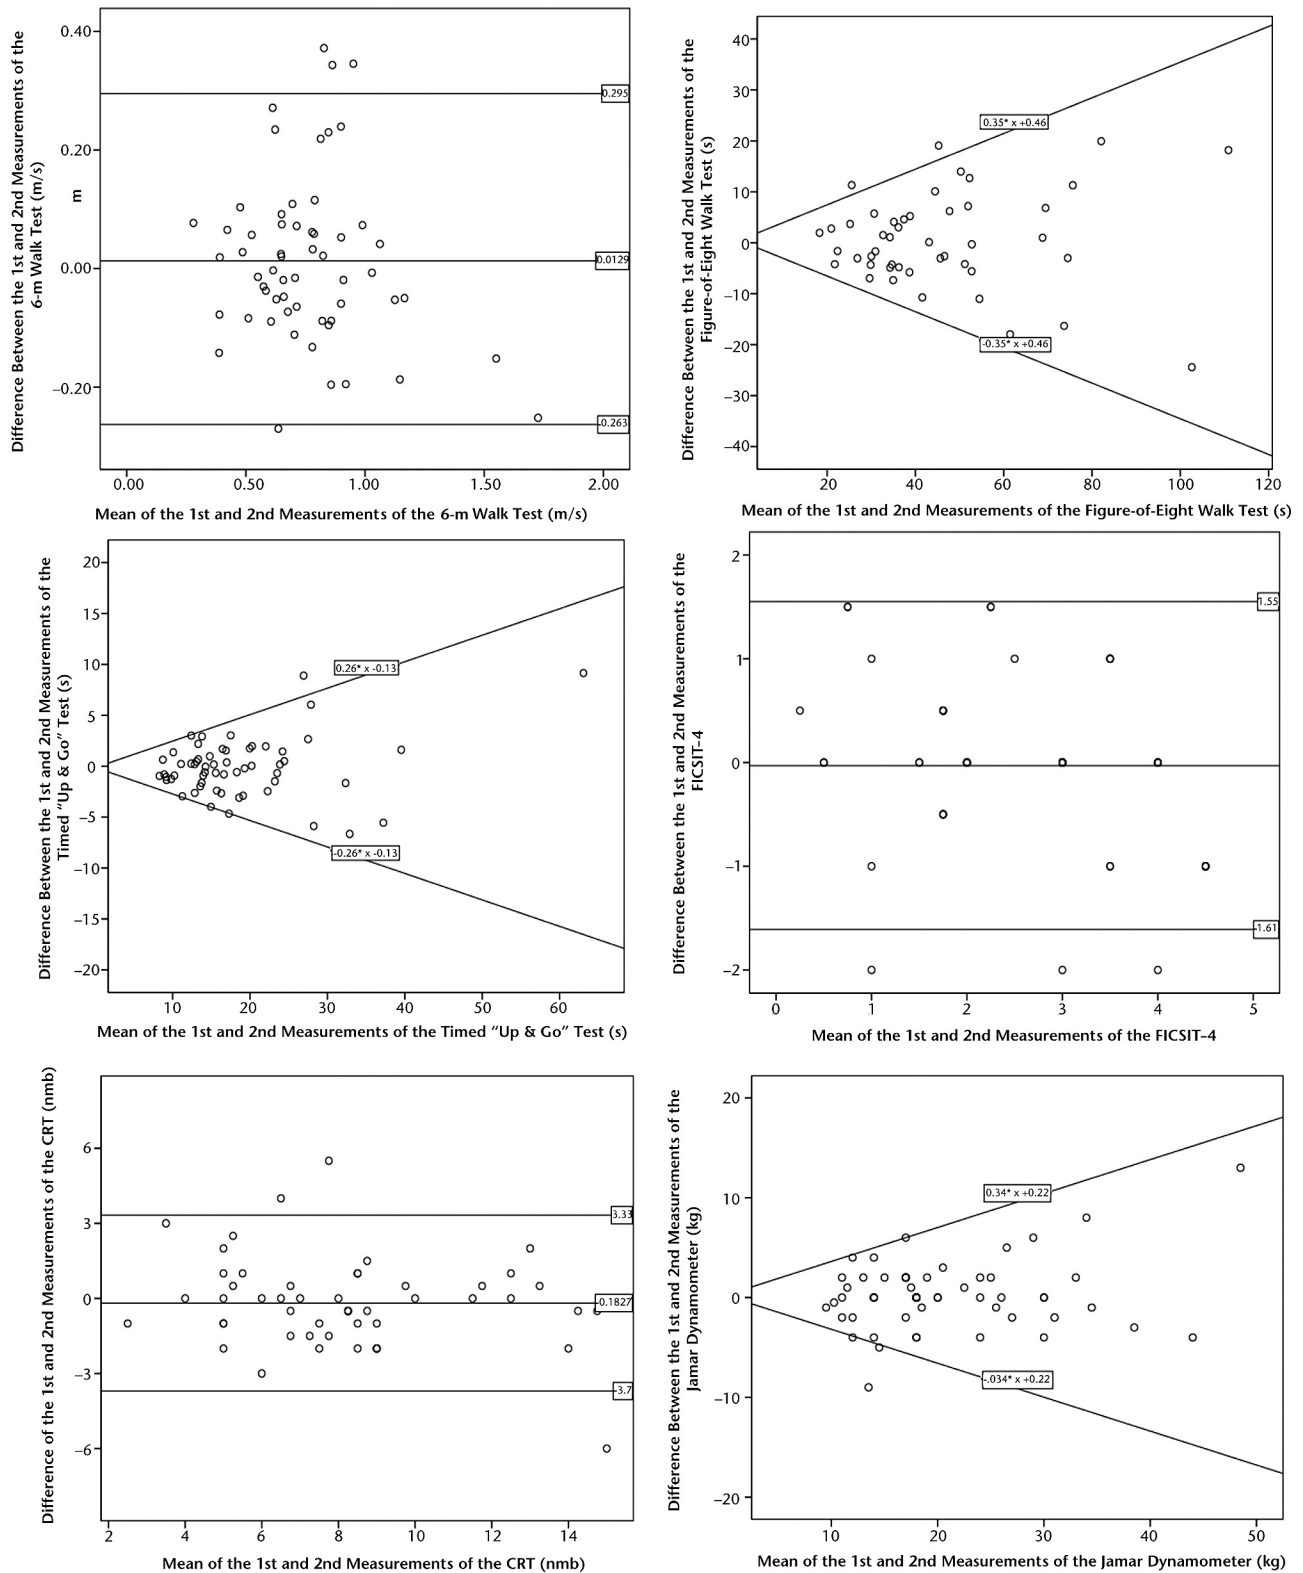 Difference Between the 1st and 2nd Measurements of the
6-m Walk Test (m/s)
m
0.40
0.20
0.00
–0.20
0.295
0.0129
0.263
0.00 0.50 1.00 1.50 2.00
Mean of the 1st and 2nd Measurements of the 6-m Walk Test (m/s)
Difference Between the 1st and 2nd Measurements of the
Figure-of-Eight Walk Test (s)
40
30
20
10
0
–10
–20
–30
–40
0.35* x +0.46
-0.35* x +0.46
20 40 60 80 100 120
Mean of the 1st and 2nd Measurements of the Figure-of-Eight Walk Test (s)
Difference Between the 1st and 2nd Measurements of the
Timed “Up & Go” Test (s)
20
15
10
5
0
–5
–10
–15
–20
0.26* x -0.13
-0.26* x -0.13
10 20 30 40 50 60
Mean of the 1st and 2nd Measurements of the Timed “Up & Go” Test (s)
Difference Between the 1st and 2nd Measurements of the
FICSIT–4
2
1
0
–1
–2
1.55
1.61
0 1 2 3 4 5
Mean of the 1st and 2nd Measurements of the FICSIT–4
Difference of the 1st and 2nd Measurements of the CRT (nmb)
6
3
0
–3
–6
3.33
-0.1827
-3.7
2 4 6 8 10 12 14
Mean of the 1st and 2nd Measurements of the CRT (nmb)
Difference Between the 1st and 2nd Measurements of the
Jamar Dynamometer (kg)
20
10
0
–10
–20
0.34* x +0.22
-.034* x +0.22
10 20 30 40 50
Mean of the 1st and 2nd Measurements of the Jamar Dynamometer (kg)